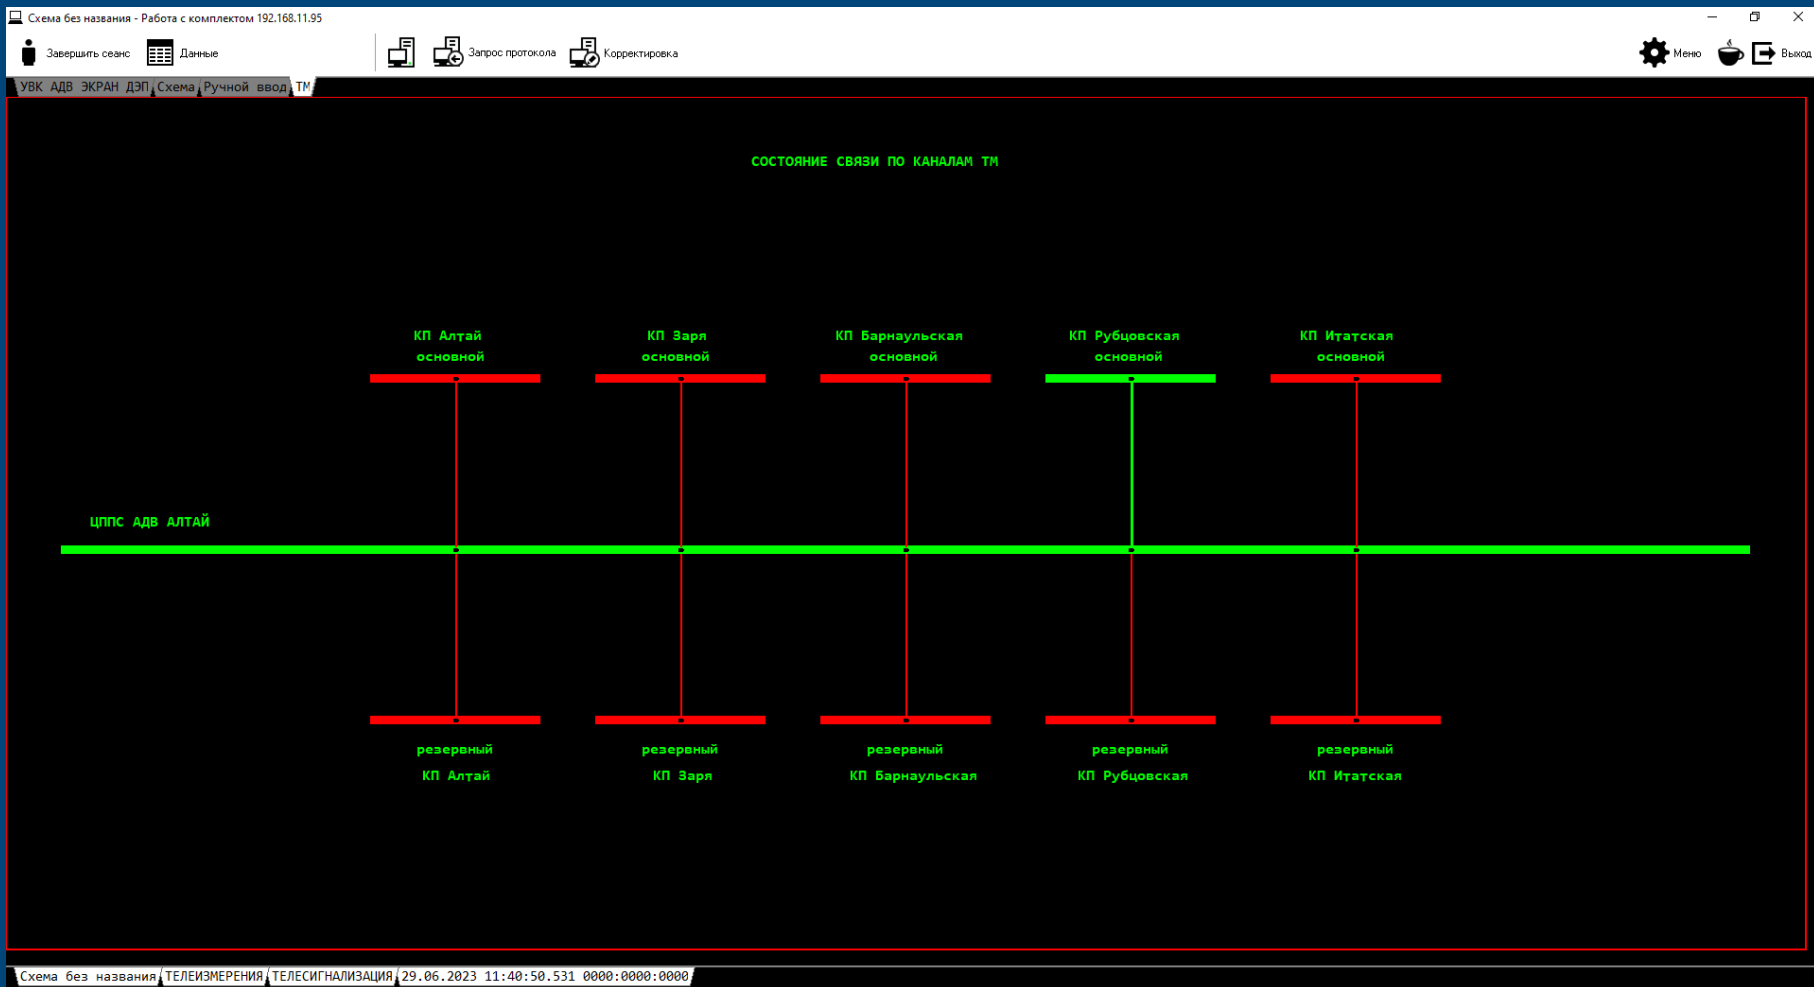 Схема без названия - Работа с комплектом 192.168.11.95
Завершить сеанс Данные Запрос протокола Корректировка Меню Выход
УВК АДВ ЭКРАН ДЭП Схема Ручной ввод ТМ
СОСТОЯНИЕ СВЯЗИ ПО КАНАЛАМ ТМ
КП Алтай КП Заря КП Барнаульская КП Рубцовская КП Итатская
основной основной основной основной основной
ЦППС АДВ АЛТАЙ
резервный резервный резервный резервный резервный
КП Алтай КП Заря КП Барнаульская КП Рубцовская КП Итатская
Схема без названия ТЕЛЕИЗМЕРЕНИЯ ТЕЛЕСИГНАЛИЗАЦИЯ 29.06.2023 11:40:50.531 0000:0000:0000